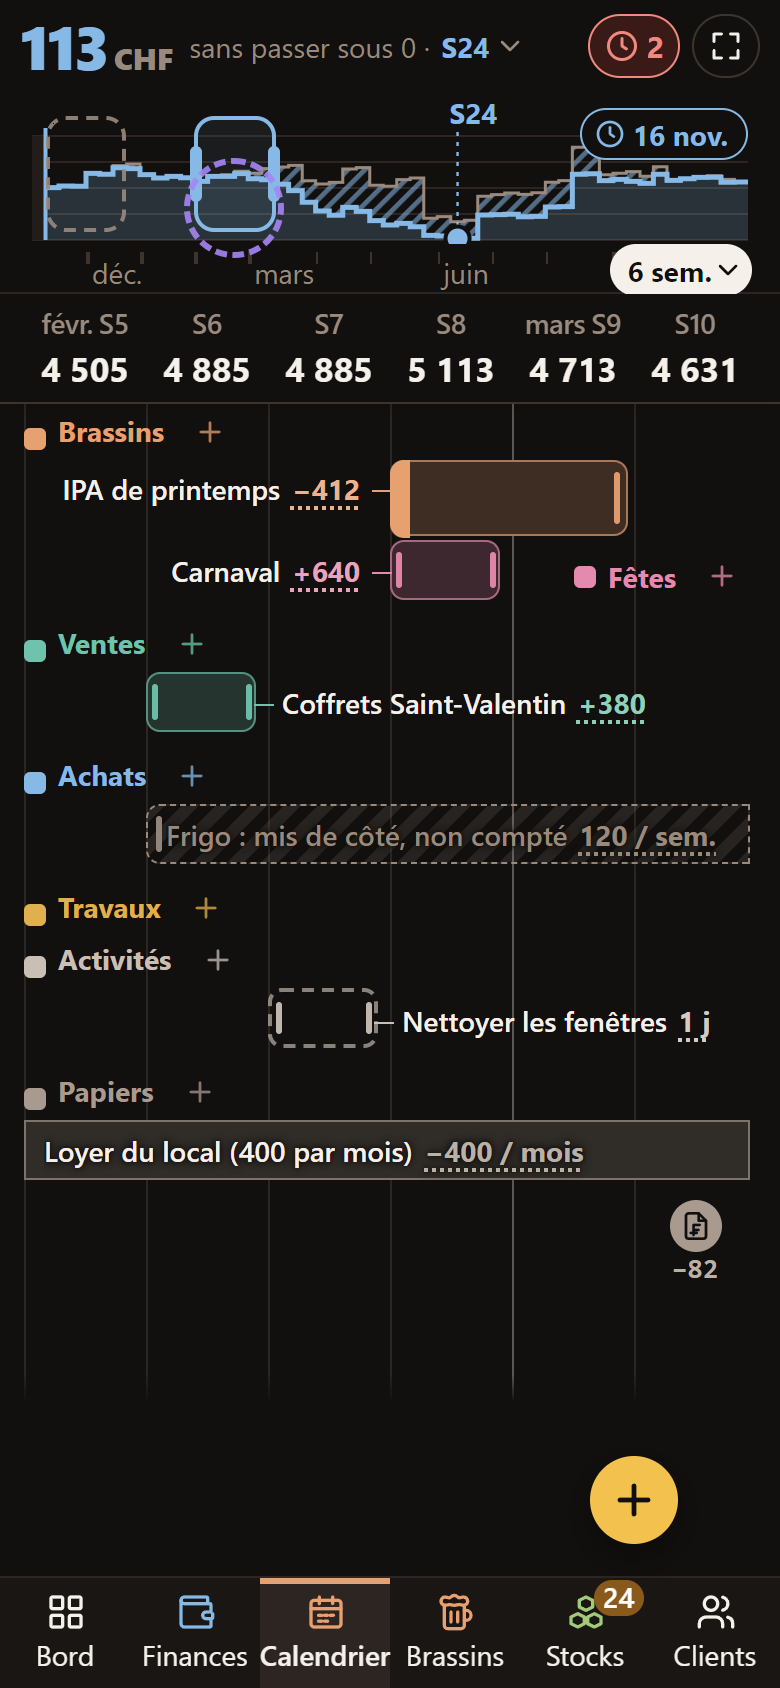 113 CHF sans passer sous 0 · S24
2
S24
16 nov.
déc. mars juin
6 sem.
févr. S5 S6 S7 S8 mars S9 S10
4 505 4 885 4 885 5 113 4 713 4 631
Brassins +
IPA de printemps −412
Carnaval +640
Fêtes +
Ventes +
Coffrets Saint-Valentin +380
Achats +
Frigo : mis de côté, non compté 120 / sem.
Travaux +
Activités +
Nettoyer les fenêtres 1 j
Papiers +
Loyer du local (400 par mois) −400 / mois
−82
+
24
Bord Finances Calendrier Brassins Stocks Clients